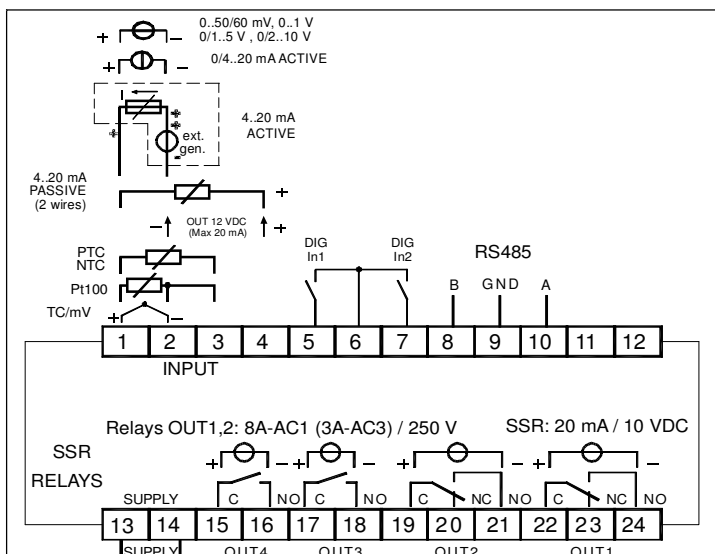 0..50/60 mV, 0..1 V
0/1..5 V , 0/2..10 V
+ −
0/4..20 mA ACTIVE
+ −
I
4..20 mA
ACTIVE
+
+
ext.
gen.
-
4..20 mA
PASSIVE
(2 wires)
+
− OUT 12 VDC +
(Max 20 mA)
PTC
NTC
Pt100
TC/mV + −
DIG
In1
DIG
In2
RS485
B GND A
1 2 3 4 5 6 7 8 9 10 11 12
INPUT
Relays OUT1,2: 8A-AC1 (3A-AC3) / 250 V SSR: 20 mA / 10 VDC
SSR + − + − + − + −
RELAYS
SUPPLY C NO C NO C NC NO C NC NO
13 14 15 16 17 18 19 20 21 22 23 24
SUPPLY OUT4 OUT3 OUT2 OUT1